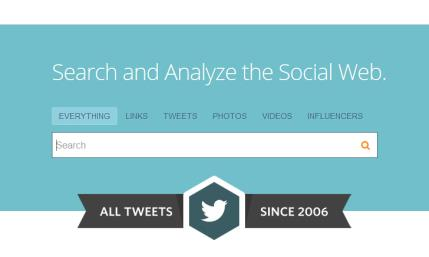 Search and Analyze the Social Web.
EVERYTHING LINKS TWEETS PHOTOS VIDEOS INFLUENCERS
Search
ALL TWEETS SINCE 2006